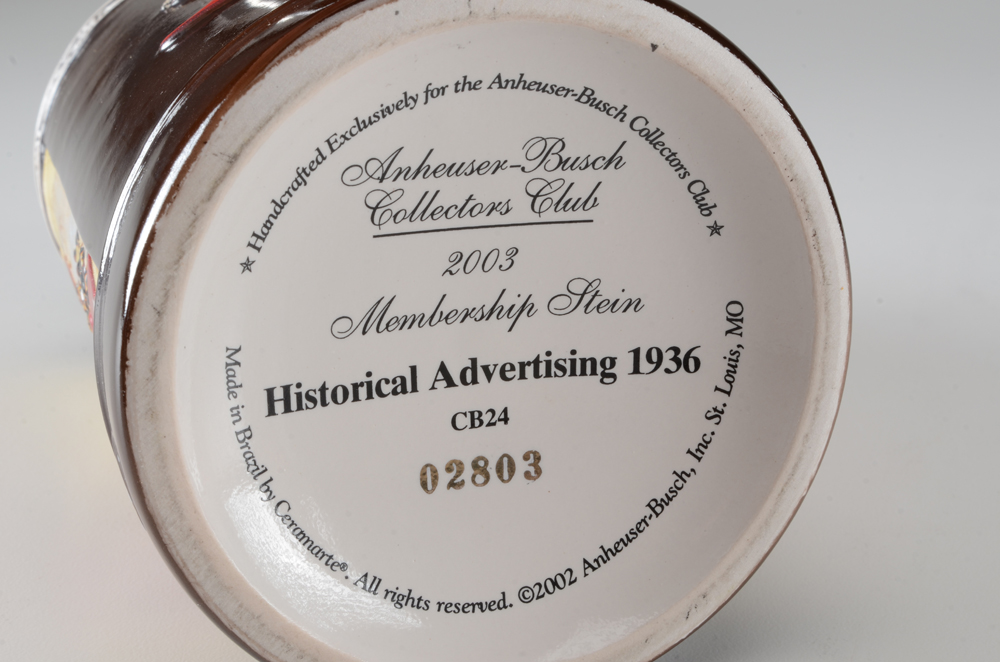 ★ Handcrafted Exclusively for the Anheuser-Busch Collectors Club ★
Anheuser-Busch
Collectors Club
2003
Membership Stein
Historical Advertising 1936
CB24
02803
Made in Brazil by Ceramarte®. All rights reserved. ©2002 Anheuser-Busch, Inc. St. Louis, MO